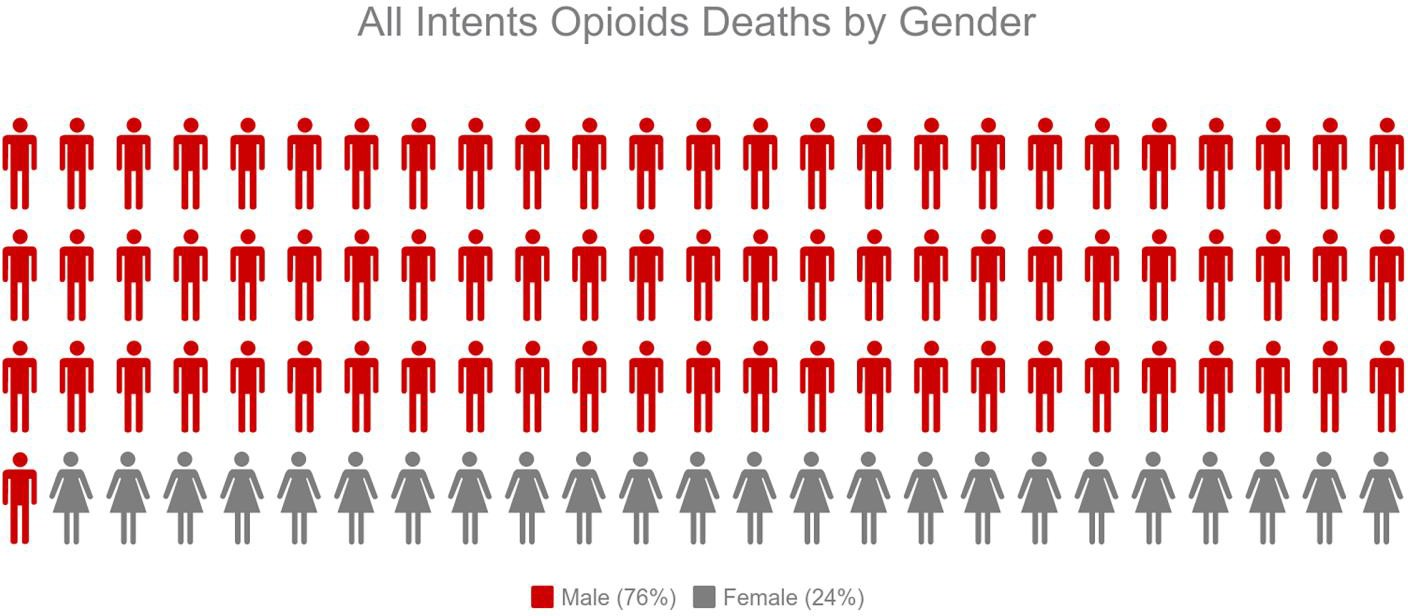 All Intents Opioids Deaths by Gender
Male (76%) Female (24%)